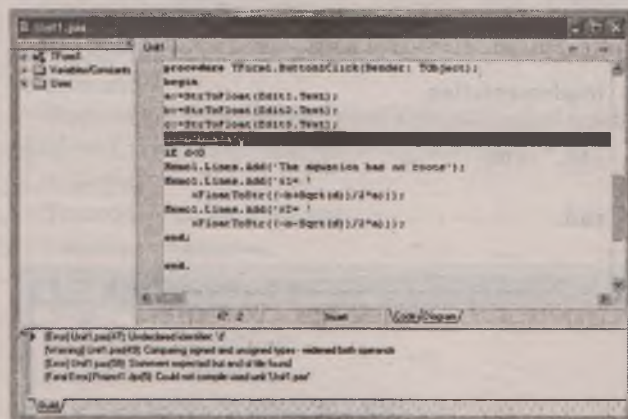 Unit1.pas
Unit1
TForm1
Variables/Constants
Uses
procedure TForm1.Button1Click(Sender: TObject);
begin
a:=StrToFloat(Edit1.Text);
b:=StrToFloat(Edit2.Text);
c:=StrToFloat(Edit3.Text);
if d<0
Memo1.Lines.Add('The equasion has no roots');
Memo1.Lines.Add('x1= '
+FloatToStr((-b+Sqrt(d))/2*a));
Memo1.Lines.Add('x2= '
+FloatToStr((-b-Sqrt(d))/2*a));
end;
end.
47: 2
Insert
Code/Diagram
[Error] Unit1.pas(47): Undeclared identifier: 'd'
[Warning] Unit1.pas(49): Comparing signed and unsigned types - widened both operands
[Error] Unit1.pas(58): Statement expected but end of file found
[Fatal Error] Project1.dpr(5): Could not compile used unit 'Unit1.pas'
Build